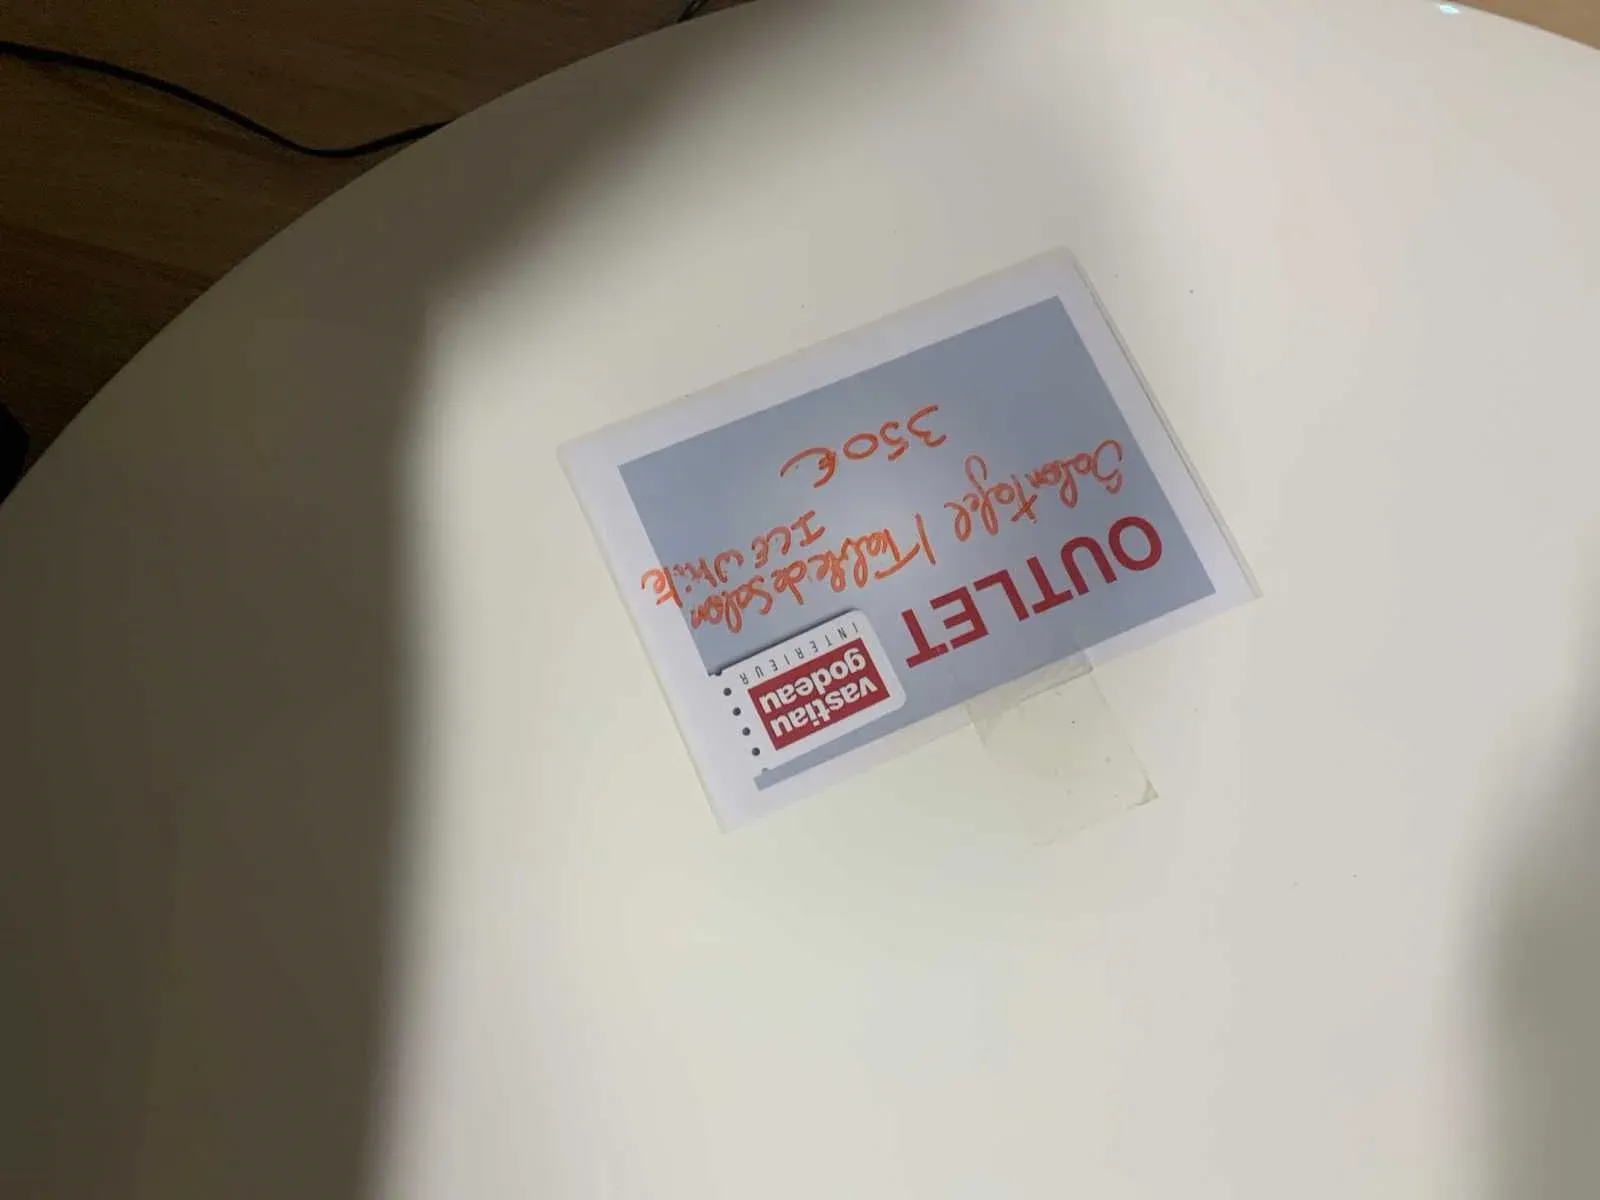 vastiau
godeau
INTERIEUR
OUTLET
Salontafel / Table de Salon
ICE White
350€